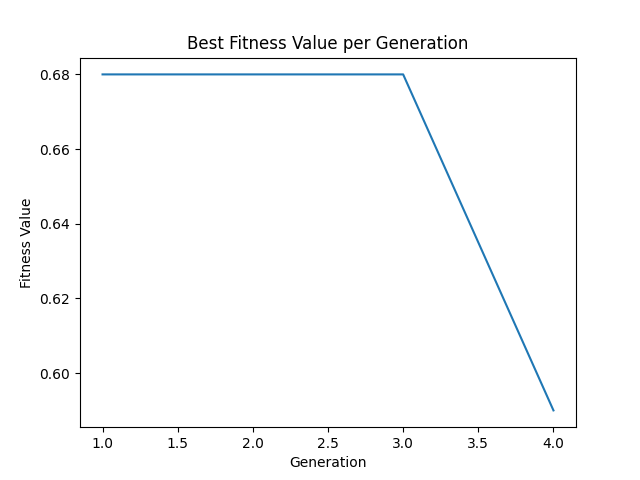 Best Fitness Value per Generation
0.68
0.66
0.64
0.62
0.60
Fitness Value
1.0 1.5 2.0 2.5 3.0 3.5 4.0
Generation